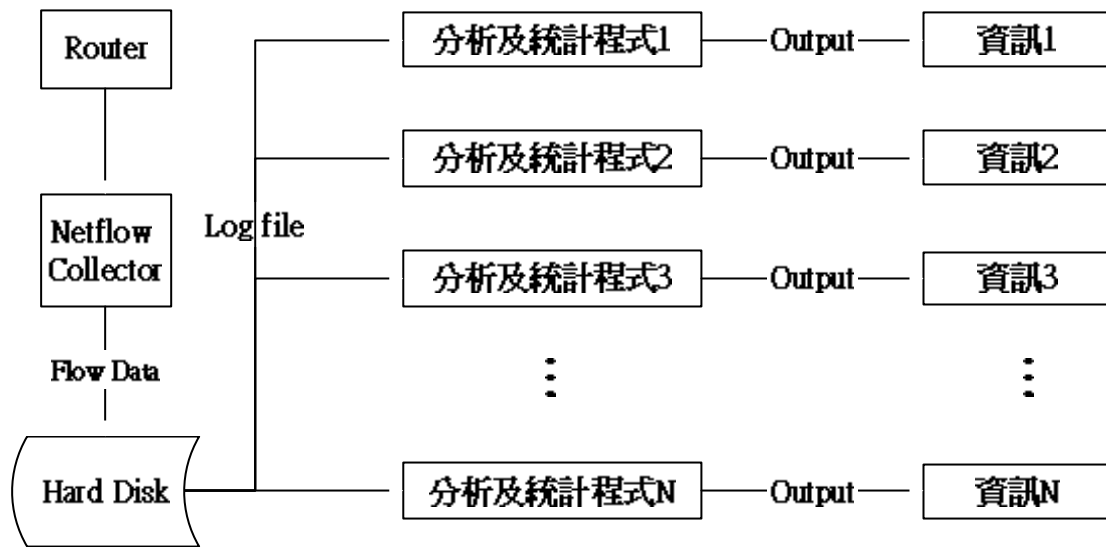 Router
分析及統計程式1
Output
資訊1
分析及統計程式2
Output
資訊2
Netflow
Collector
Log file
分析及統計程式3
Output
資訊3
Flow Data
Hard Disk
分析及統計程式N
Output
資訊N